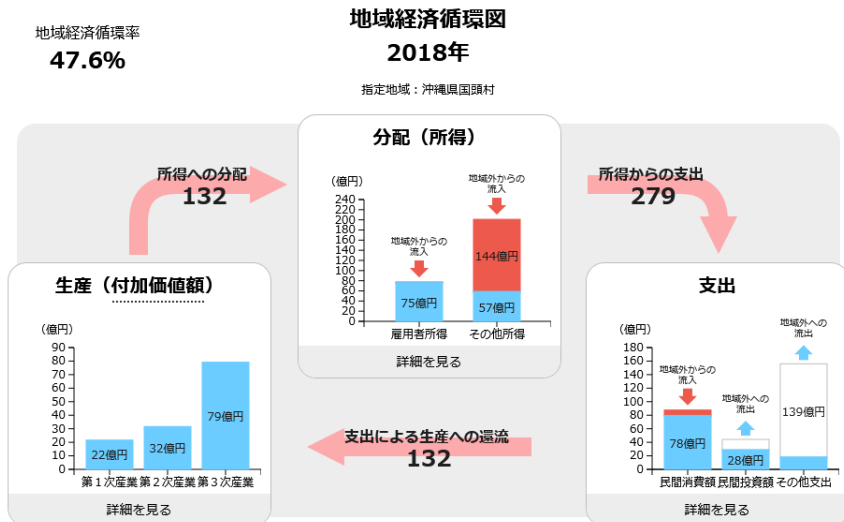 地域経済循環図
2018年
指定地域：沖縄県国頭村
地域経済循環率
47.6%
所得への分配
132
分配（所得）
（億円）
240
220
200
180
160
140
120
100
80
60
40
20
0
地域外からの
流入
地域外からの
流入
75億円
144億円
57億円
雇用者所得
その他所得
詳細を見る
所得からの支出
279
生産（付加価値額）
（億円）
90
80
70
60
50
40
30
20
10
0
22億円
32億円
79億円
第１次産業
第２次産業
第３次産業
詳細を見る
支出による生産への還流
132
支出
（億円）
180
160
140
120
100
80
60
40
20
0
地域外からの
流入
地域外への
流出
地域外への
流出
78億円
28億円
139億円
民間消費額
民間投資額
その他支出
詳細を見る